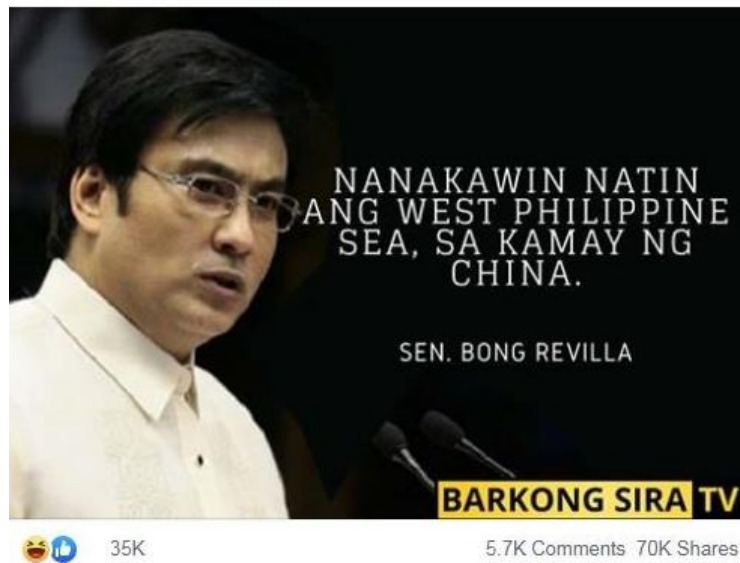 NANAKAWIN NATIN
ANG WEST PHILIPPINE
SEA, SA KAMAY NG
CHINA.
SEN. BONG REVILLA
BARKONG SIRA TV
35K
5.7K Comments 70K Shares